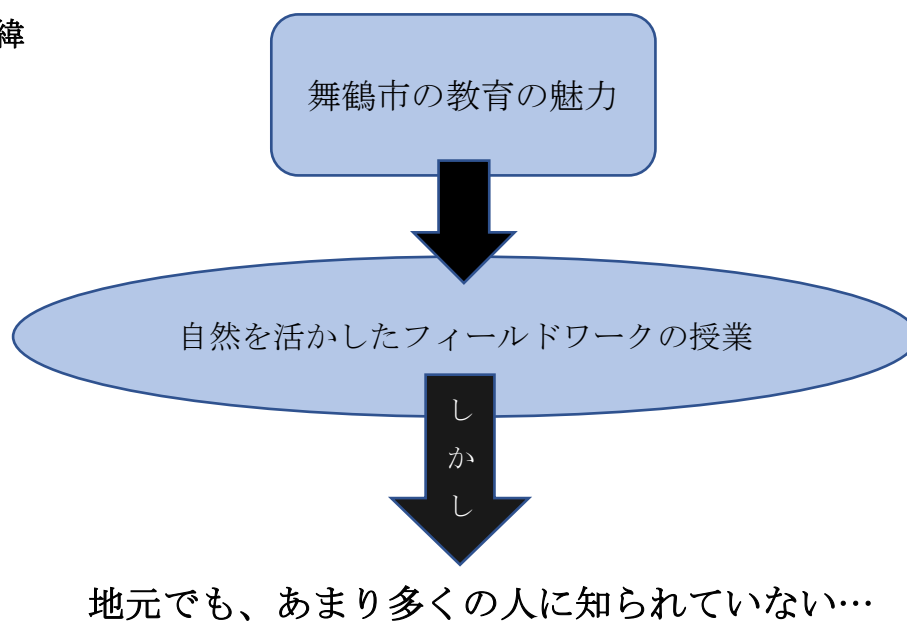 緯
舞鶴市の教育の魅力
自然を活かしたフィールドワークの授業
しかし
地元でも、あまり多くの人に知られていない…